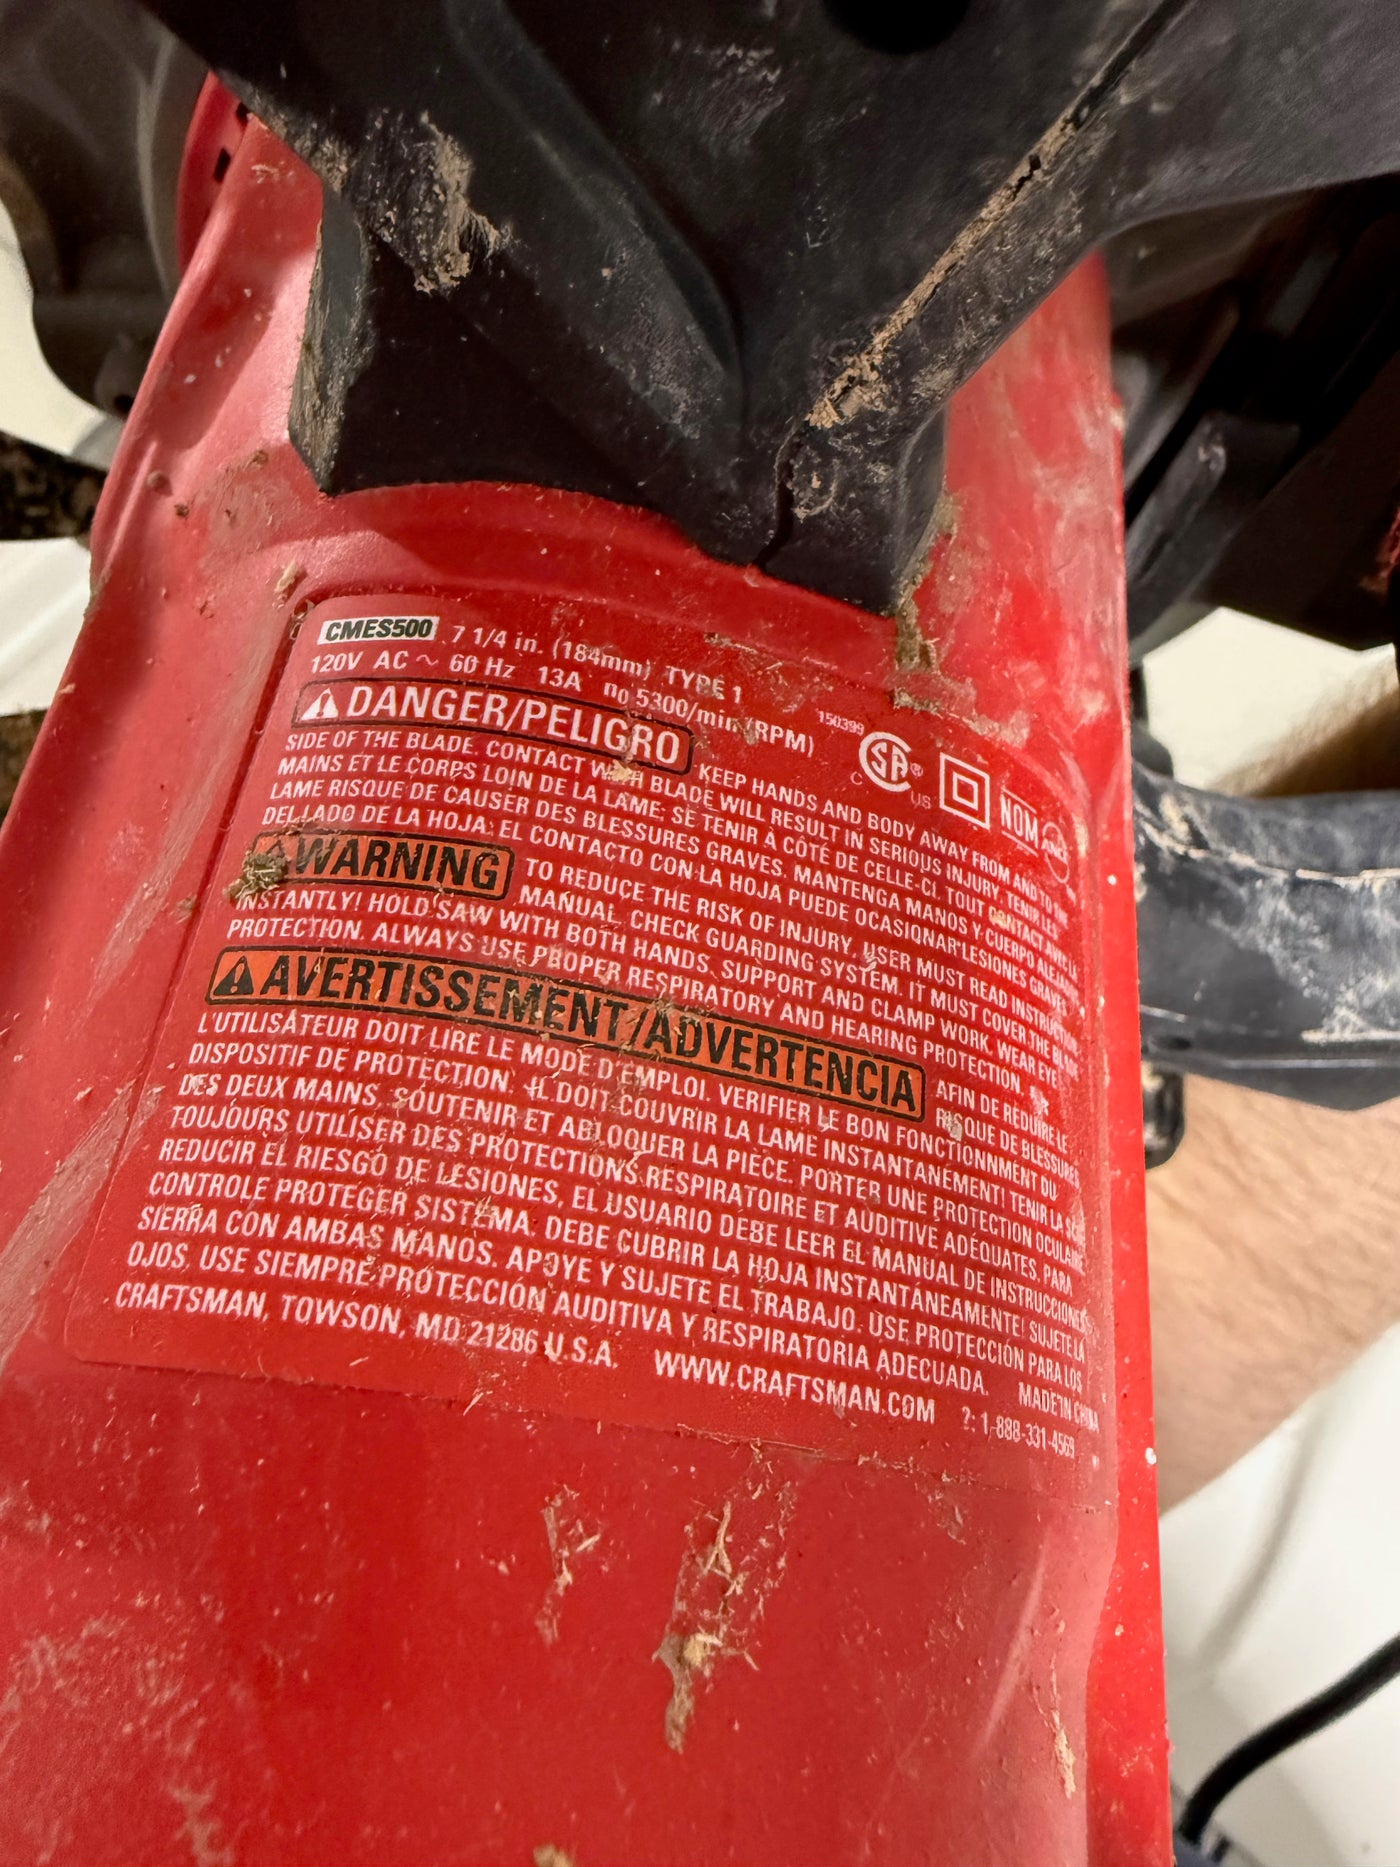 CMES500 7 1/4 in. (184mm) TYPE 1
120V AC ~ 60 Hz 13A no 5300/min (RPM)
150399
SA
C US
NOM
DANGER/PELIGRO KEEP HANDS AND BODY AWAY FROM AND TO THE
SIDE OF THE BLADE. CONTACT WITH BLADE WILL RESULT IN SERIOUS INJURY. TENIR LES
MAINS ET LE CORPS LOIN DE LA LAME: SE TENIR À CÔTÉ DE CELLE-CI. TOUT CONTACT AVEC LA
LAME RISQUE DE CAUSER DES BLESSURES GRAVES. MANTENGA MANOS Y CUERPO ALEJADOS
DEL LADO DE LA HOJA: EL CONTACTO CON LA HOJA PUEDE OCASIONAR LESIONES GRAVES.
WARNING TO REDUCE THE RISK OF INJURY, USER MUST READ INSTRUCTION
MANUAL. CHECK GUARDING SYSTEM. IT MUST COVER THE BLADE
INSTANTLY! HOLD SAW WITH BOTH HANDS. SUPPORT AND CLAMP WORK. WEAR EYE
PROTECTION. ALWAYS USE PROPER RESPIRATORY AND HEARING PROTECTION.
AVERTISSEMENT/ADVERTENCIA AFIN DE RÉDUIRE LE
RISQUE DE BLESSURES
L'UTILISATEUR DOIT LIRE LE MODE D'EMPLOI. VERIFIER LE BON FONCTIONNMENT DU
DISPOSITIF DE PROTECTION. IL DOIT COUVRIR LA LAME INSTANTANÉMENT! TENIR LA SCIE
DES DEUX MAINS. SOUTENIR ET ABLOQUER LA PIÈCE. PORTER UNE PROTECTION OCULAIRE
TOUJOURS UTILISER DES PROTECTIONS RESPIRATOIRE ET AUDITIVE ADÉQUATES. PARA
REDUCIR EL RIESGO DE LESIONES, EL USUARIO DEBE LEER EL MANUAL DE INSTRUCCIONES
CONTROLE PROTEGER SISTEMA. DEBE CUBRIR LA HOJA INSTANTÁNEAMENTE! SUJETE LA
SIERRA CON AMBAS MANOS. APOYE Y SUJETE EL TRABAJO. USE PROTECCIÓN PARA LOS
OJOS. USE SIEMPRE PROTECCIÓN AUDITIVA Y RESPIRATORIA ADECUADA. MADE IN CHINA
CRAFTSMAN, TOWSON, MD 21286 U.S.A. WWW.CRAFTSMAN.COM ?: 1-888-331-4569